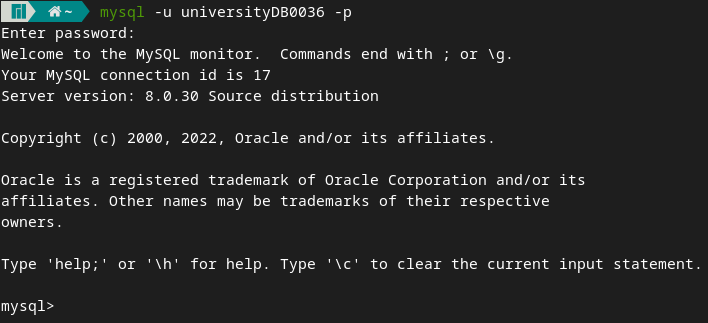 ~ mysql -u universityDB0036 -p
Enter password:
Welcome to the MySQL monitor.  Commands end with ; or \g.
Your MySQL connection id is 17
Server version: 8.0.30 Source distribution

Copyright (c) 2000, 2022, Oracle and/or its affiliates.

Oracle is a registered trademark of Oracle Corporation and/or its
affiliates. Other names may be trademarks of their respective
owners.

Type 'help;' or '\h' for help. Type '\c' to clear the current input statement.

mysql>